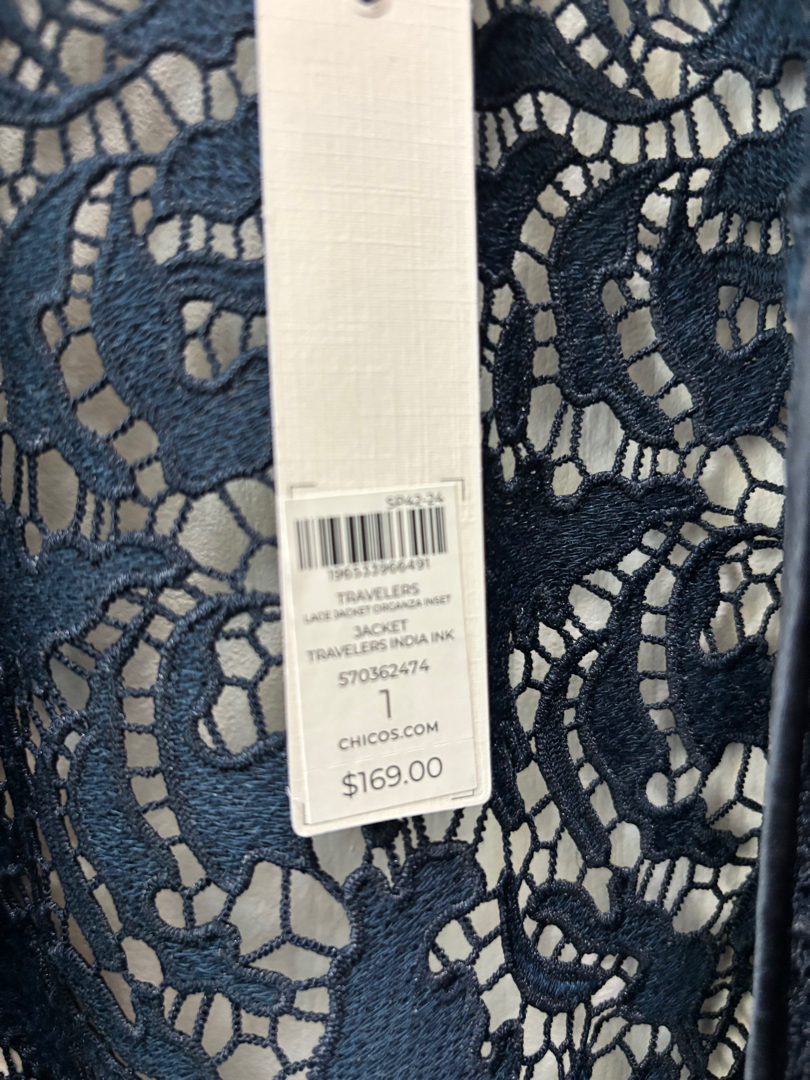 SP42-24
196533966491
TRAVELERS
LACE JACKET ORGANZA INSET
JACKET
TRAVELERS INDIA INK
570362474
1
CHICOS.COM
$169.00